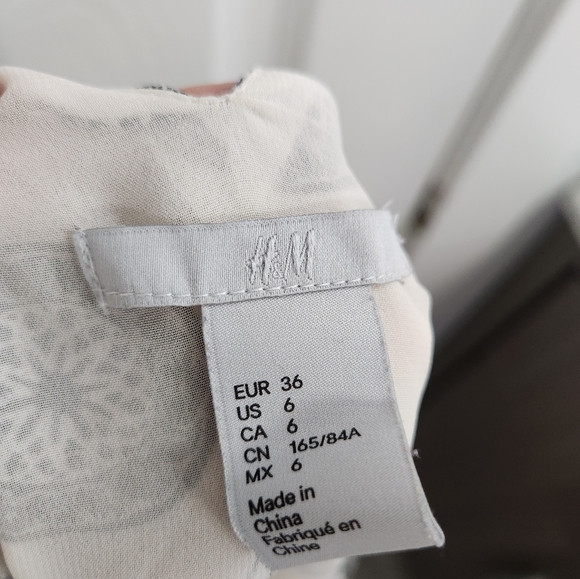 H&M
EUR 36
US 6
CA 6
CN 165/84A
MX 6
Made in
China
Fabriqué en
Chine